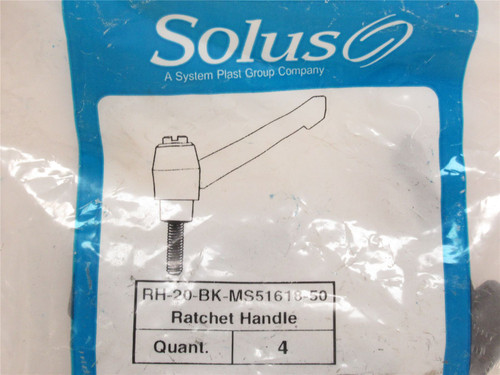 Solus
A System Plast Group Company
RH-20-BK-MS51618-50
Ratchet Handle
Quant. 4